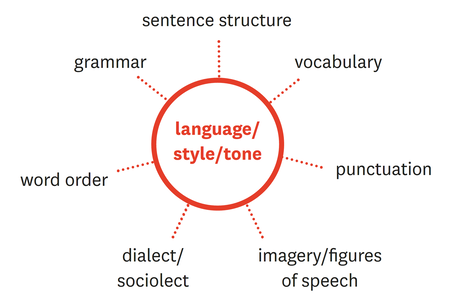 sentence structure
grammar
vocabulary
language/
style/tone
word order
punctuation
dialect/
sociolect
imagery/figures
of speech